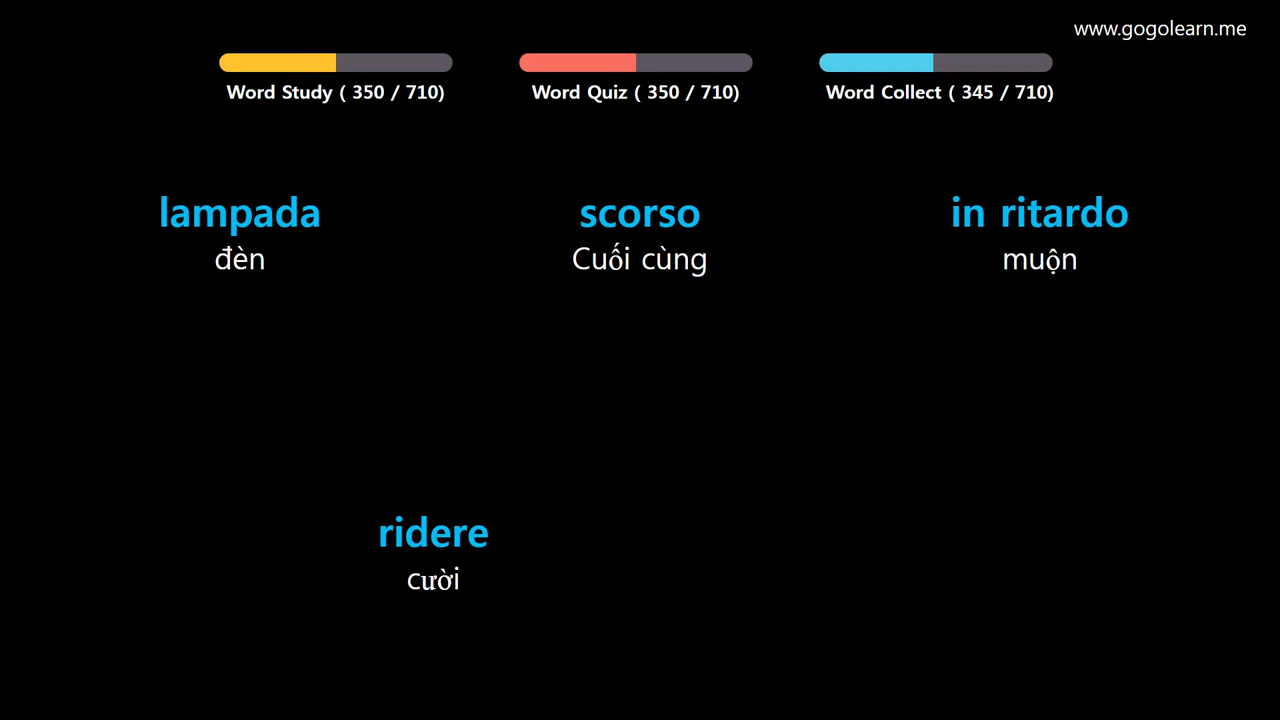 www.gogolearn.me
Word Study ( 350 / 710)
Word Quiz ( 350 / 710)
Word Collect ( 345 / 710)
lampada
đèn
scorso
Cuối cùng
in ritardo
muộn
ridere
cười